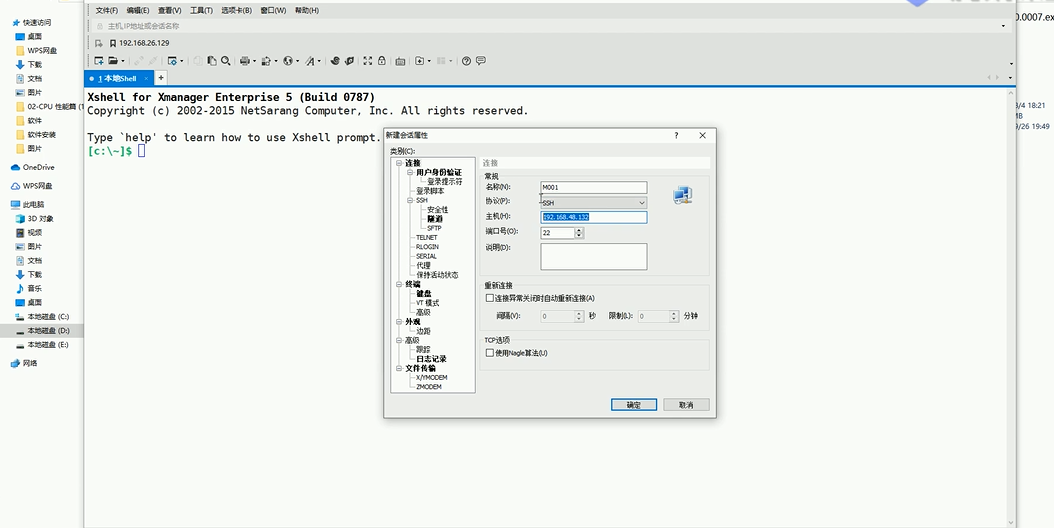 快速访问
桌面
WPS网盘
下载
文档
图片
02-CPU 性能篇 (1
软件
软件安装
图片
OneDrive
WPS网盘
此电脑
3D 对象
视频
图片
文档
下载
音乐
桌面
本地磁盘 (C:)
本地磁盘 (D:)
本地磁盘 (E:)
网络
文件(F) 编辑(E) 查看(V) 工具(T) 选项卡(B) 窗口(W) 帮助(H)
主机,IP地址或会话名称
192.168.26.129
1 本地Shell × +
Xshell for Xmanager Enterprise 5 (Build 0787)
Copyright (c) 2002-2015 NetSarang Computer, Inc. All rights reserved.
Type `help' to learn how to use Xshell prompt.
[c:\~]$
新建会话属性 ?
类别(C):
连接
用户身份验证
登录提示符
登录脚本
SSH
安全性
隧道
SFTP
TELNET
RLOGIN
SERIAL
代理
保持活动状态
终端
键盘
VT 模式
高级
外观
边距
高级
跟踪
日志记录
文件传输
X/YMODEM
ZMODEM
连接
常规
名称(N): M001
协议(P): SSH
主机(H): 192.168.48.132
端口号(O): 22
说明(D):
重新连接
连接异常关闭时自动重新连接(A)
间隔(V): 0 秒 限制(L): 0 分钟
TCP选项
使用Nagle算法(U)
确定 取消
0.0007.ex
3/4 18:21
MB
9/26 19:49